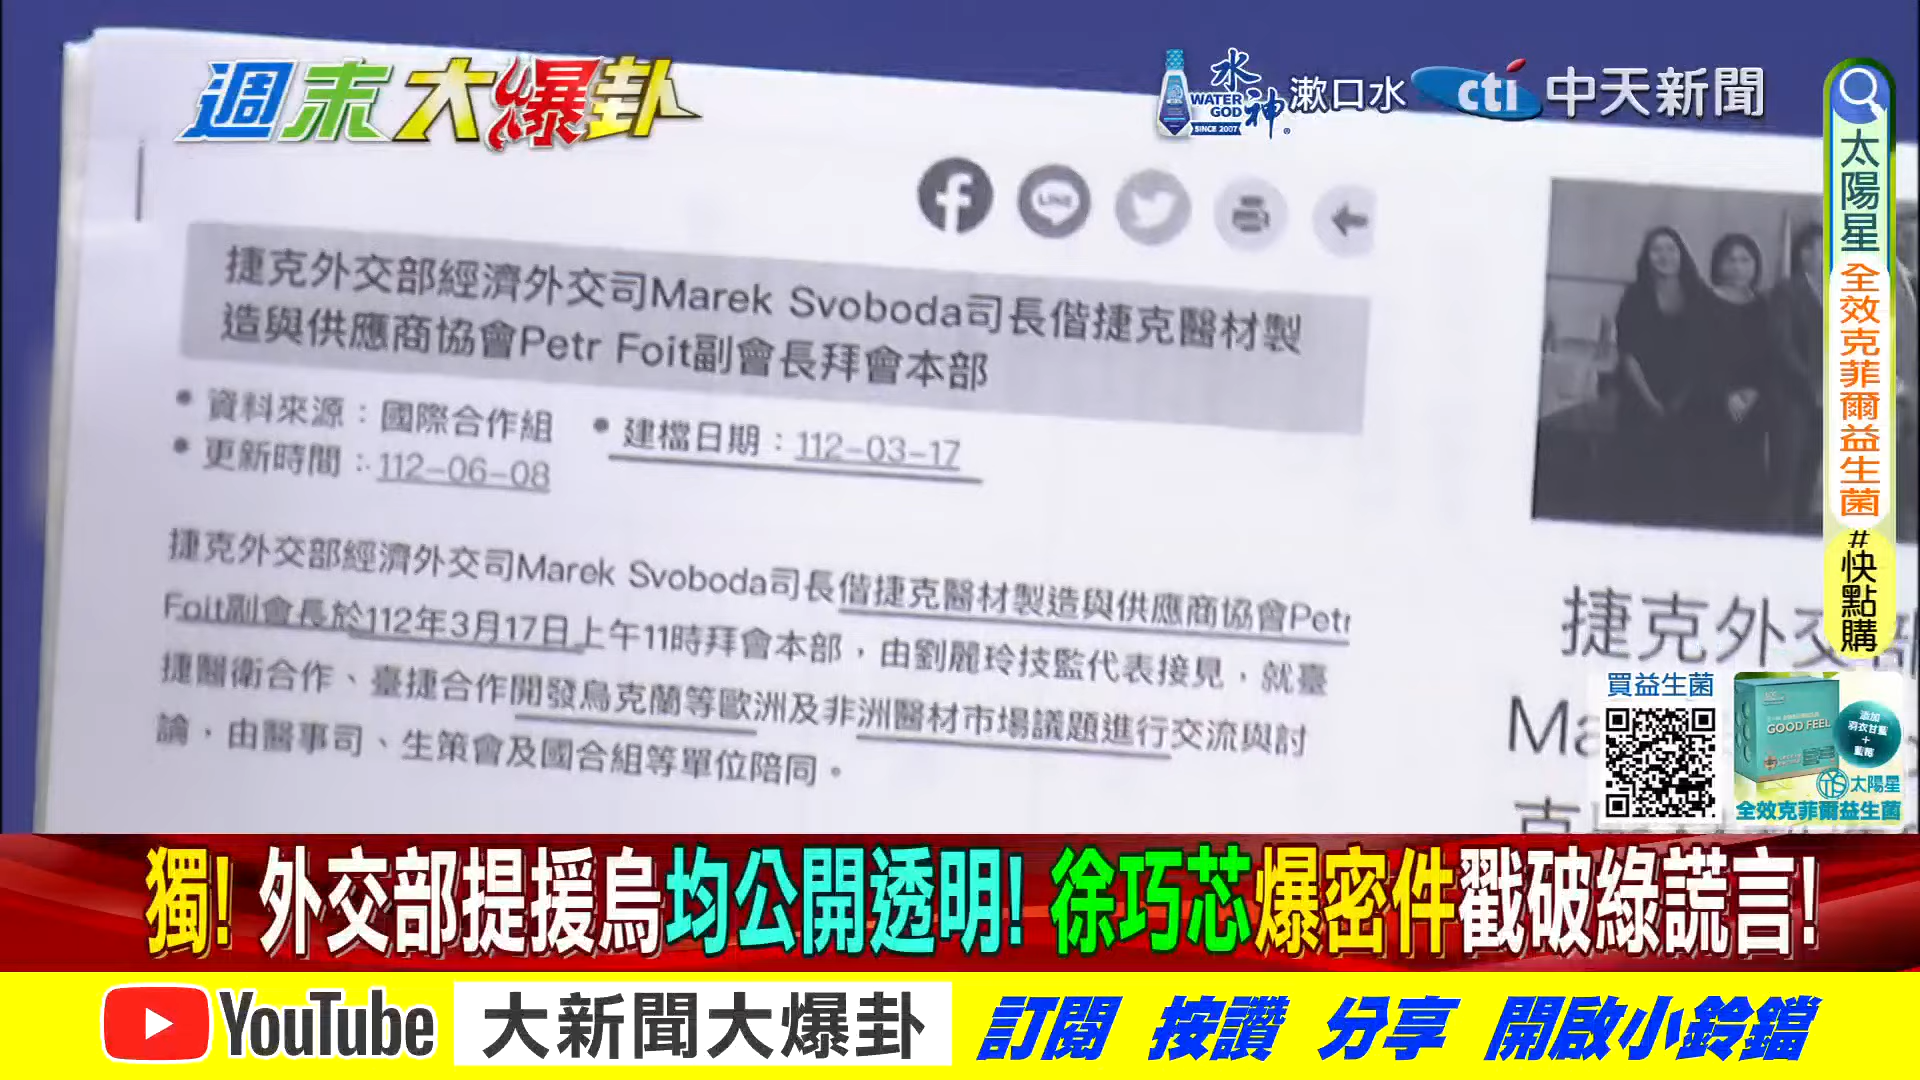 週末大爆卦
水神
WATER GOD
SINCE 2007
漱口水
cti 中天新聞
太陽星
全效克菲爾益生菌
#快點購
LINE
捷克外交部經濟外交司Marek Svoboda司長偕捷克醫材製
造與供應商協會Petr Foit副會長拜會本部
• 資料來源：國際合作組 • 建檔日期：112-03-17
• 更新時間：112-06-08
捷克外交部經濟外交司Marek Svoboda司長偕捷克醫材製造與供應商協會Petr
Foit副會長於112年3月17日上午11時拜會本部，由劉麗玲技監代表接見，就臺
捷醫衛合作、臺捷合作開發烏克蘭等歐洲及非洲醫材市場議題進行交流與討
論，由醫事司、生策會及國合組等單位陪同。
捷克外交部
Ma
克
買益生菌
GOOD FEEL
添加
羽衣甘藍
+
藍莓
太陽星
全效克菲爾益生菌
獨! 外交部提援烏均公開透明! 徐巧芯爆密件戳破綠謊言!
YouTube 大新聞大爆卦 訂閱 按讚 分享 開啟小鈴鐺